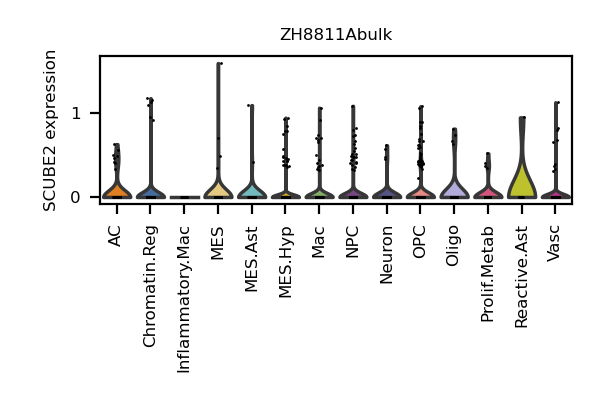 ZH8811Abulk
SCUBE2 expression
1
0
AC
Chromatin.Reg
Inflammatory.Mac
MES
MES.Ast
MES.Hyp
Mac
NPC
Neuron
OPC
Oligo
Prolif.Metab
Reactive.Ast
Vasc